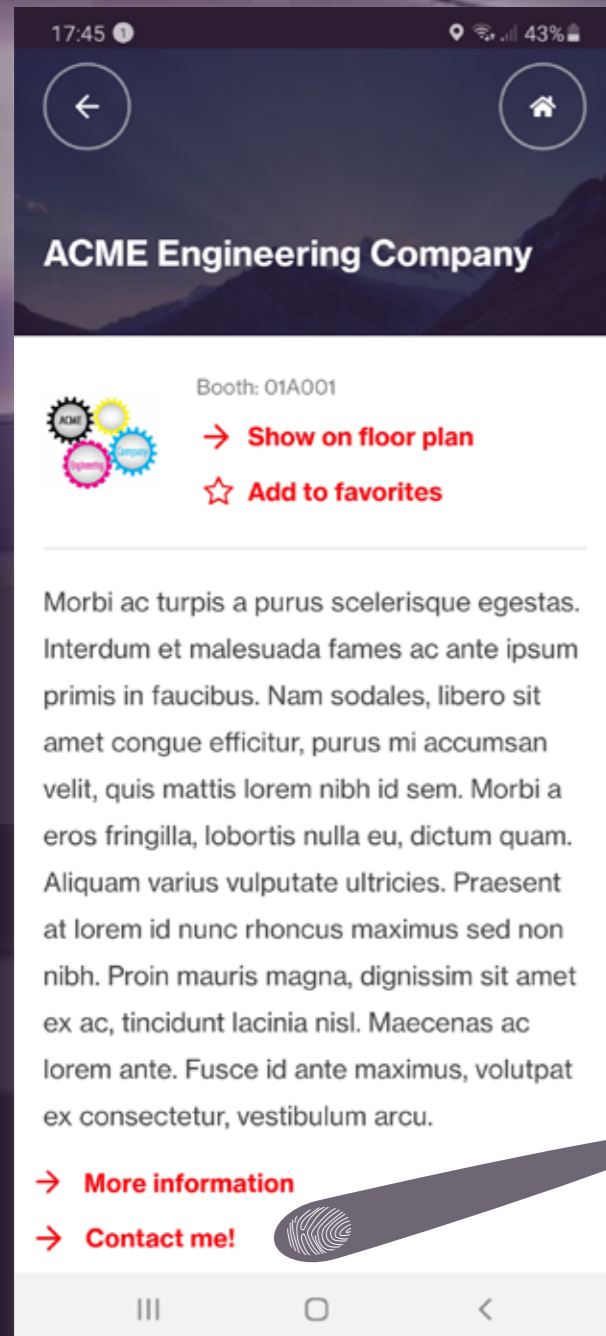 17:45 1
43%
ACME Engineering Company
ACME
Engineering
Company
Booth: 01A001
Show on floor plan
Add to favorites
Morbi ac turpis a purus scelerisque egestas.
Interdum et malesuada fames ac ante ipsum
primis in faucibus. Nam sodales, libero sit
amet congue efficitur, purus mi accumsan
velit, quis mattis lorem nibh id sem. Morbi a
eros fringilla, lobortis nulla eu, dictum quam.
Aliquam varius vulputate ultricies. Praesent
at lorem id nunc rhoncus maximus sed non
nibh. Proin mauris magna, dignissim sit amet
ex ac, tincidunt lacinia nisl. Maecenas ac
lorem ante. Fusce id ante maximus, volutpat
ex consectetur, vestibulum arcu.
More information
Contact me!